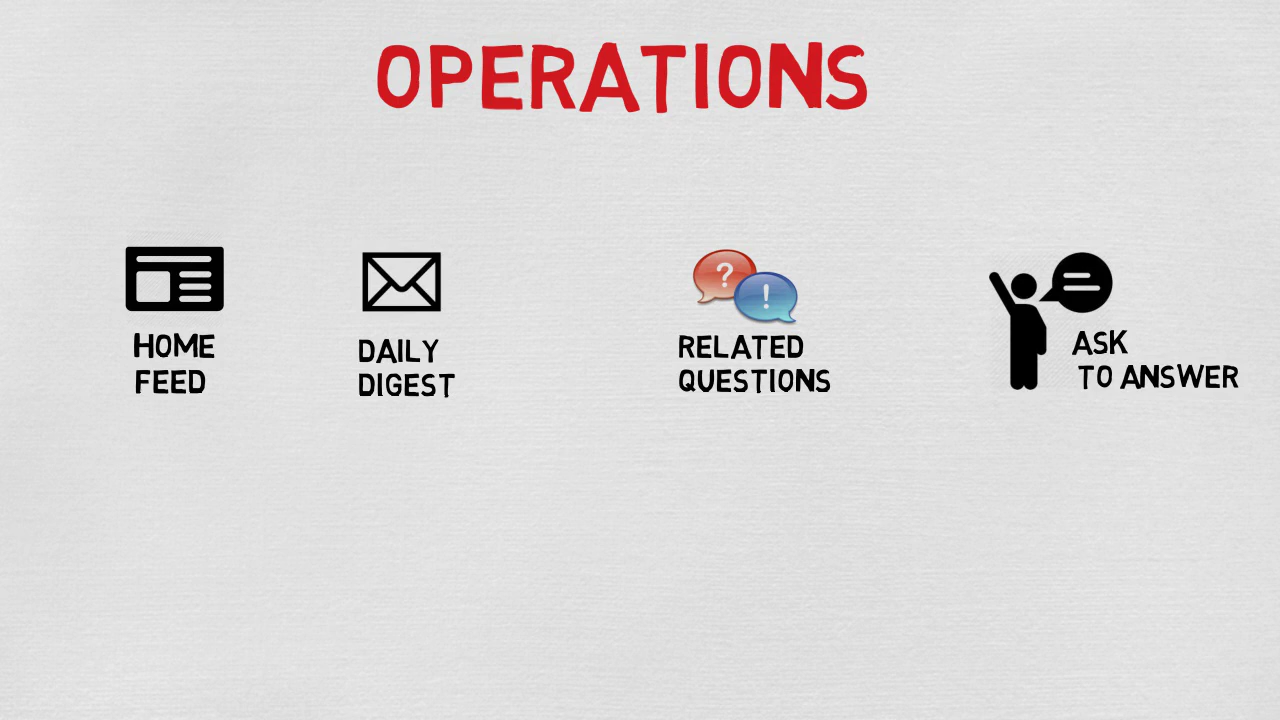 OPERATIONS
HOME
FEED
DAILY
DIGEST
? !
RELATED
QUESTIONS
ASK
TO ANSWER